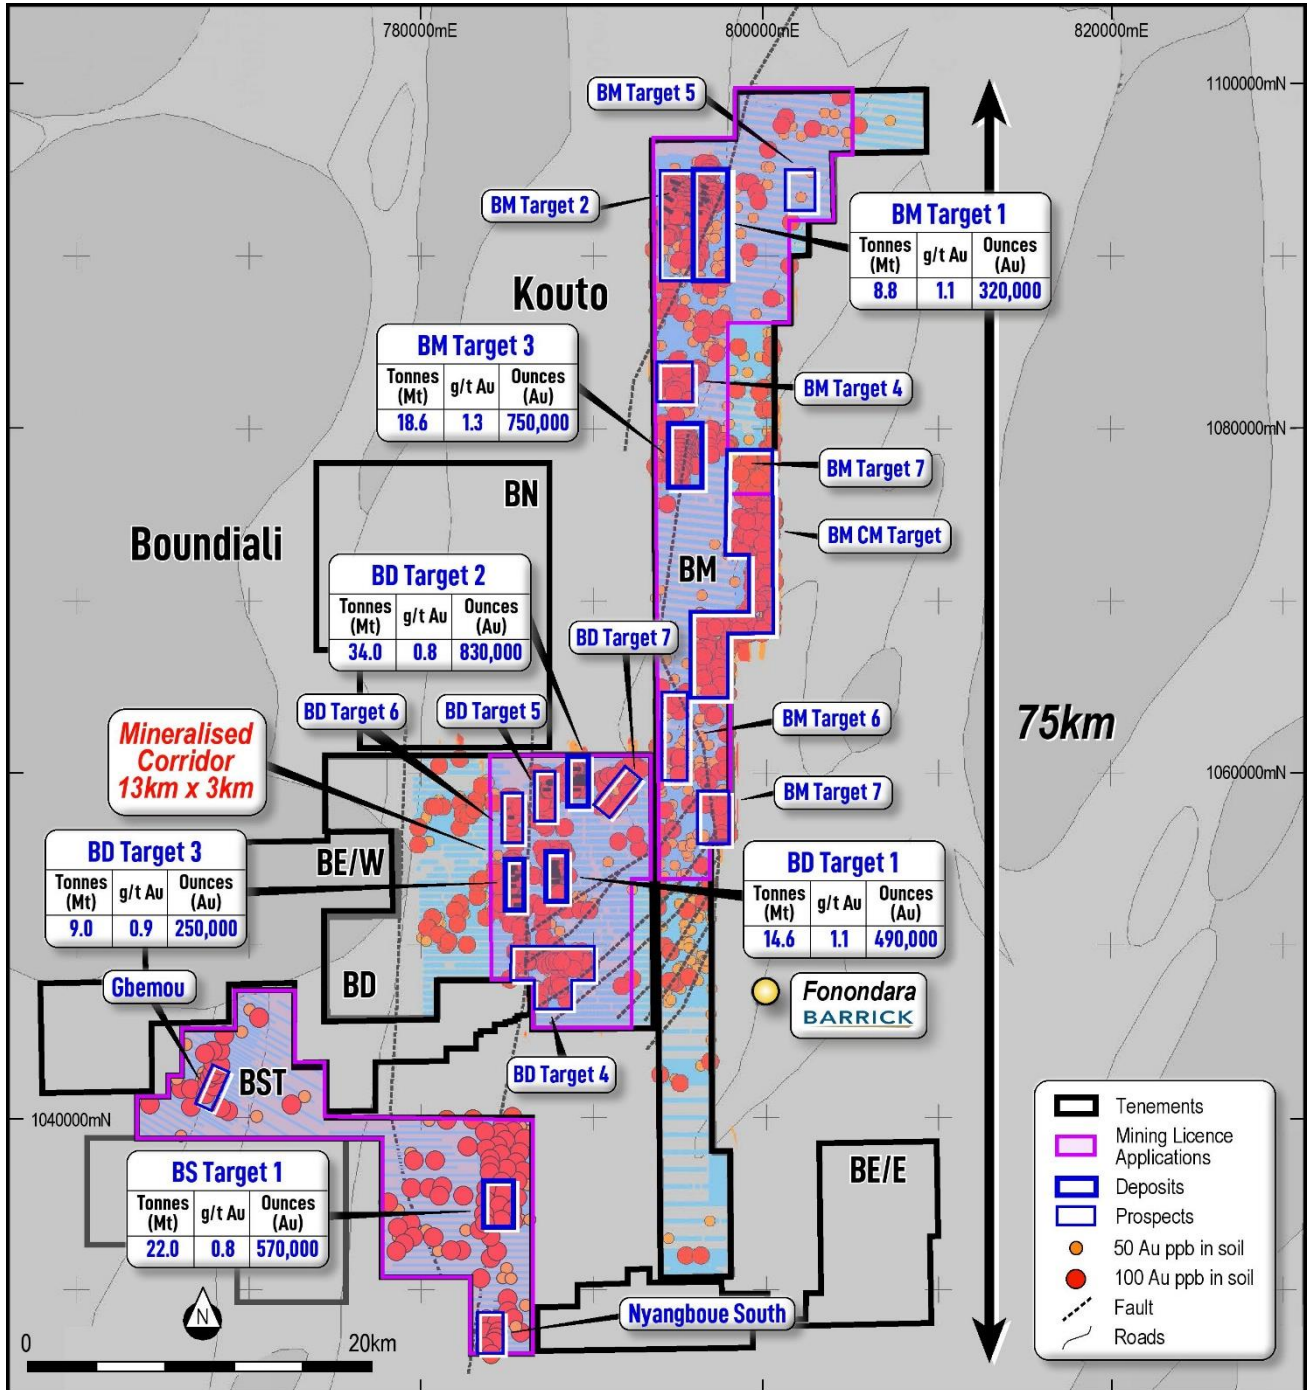 780000mE
800000mE
820000mE
1100000mN
BM Target 5
BM Target 2
BM Target 1
Tonnes (Mt) g/t Au Ounces (Au)
8.8 1.1 320,000
Kouto
BM Target 3
Tonnes (Mt) g/t Au Ounces (Au)
18.6 1.3 750,000
BM Target 4
1080000mN
BM Target 7
BN
BM CM Target
Boundiali
BM
BD Target 2
Tonnes (Mt) g/t Au Ounces (Au)
34.0 0.8 830,000
BD Target 7
BD Target 6
BD Target 5
BM Target 6
75km
Mineralised
Corridor
13km x 3km
1060000mN
BM Target 7
BD Target 3
Tonnes (Mt) g/t Au Ounces (Au)
9.0 0.9 250,000
BE/W
BD Target 1
Tonnes (Mt) g/t Au Ounces (Au)
14.6 1.1 490,000
Gbemou
BD
Fonondara
BARRICK
BST
BD Target 4
1040000mN
BS Target 1
Tonnes (Mt) g/t Au Ounces (Au)
22.0 0.8 570,000
BE/E
Nyangboue South
N
0 20km
Tenements
Mining Licence
Applications
Deposits
Prospects
50 Au ppb in soil
100 Au ppb in soil
Fault
Roads